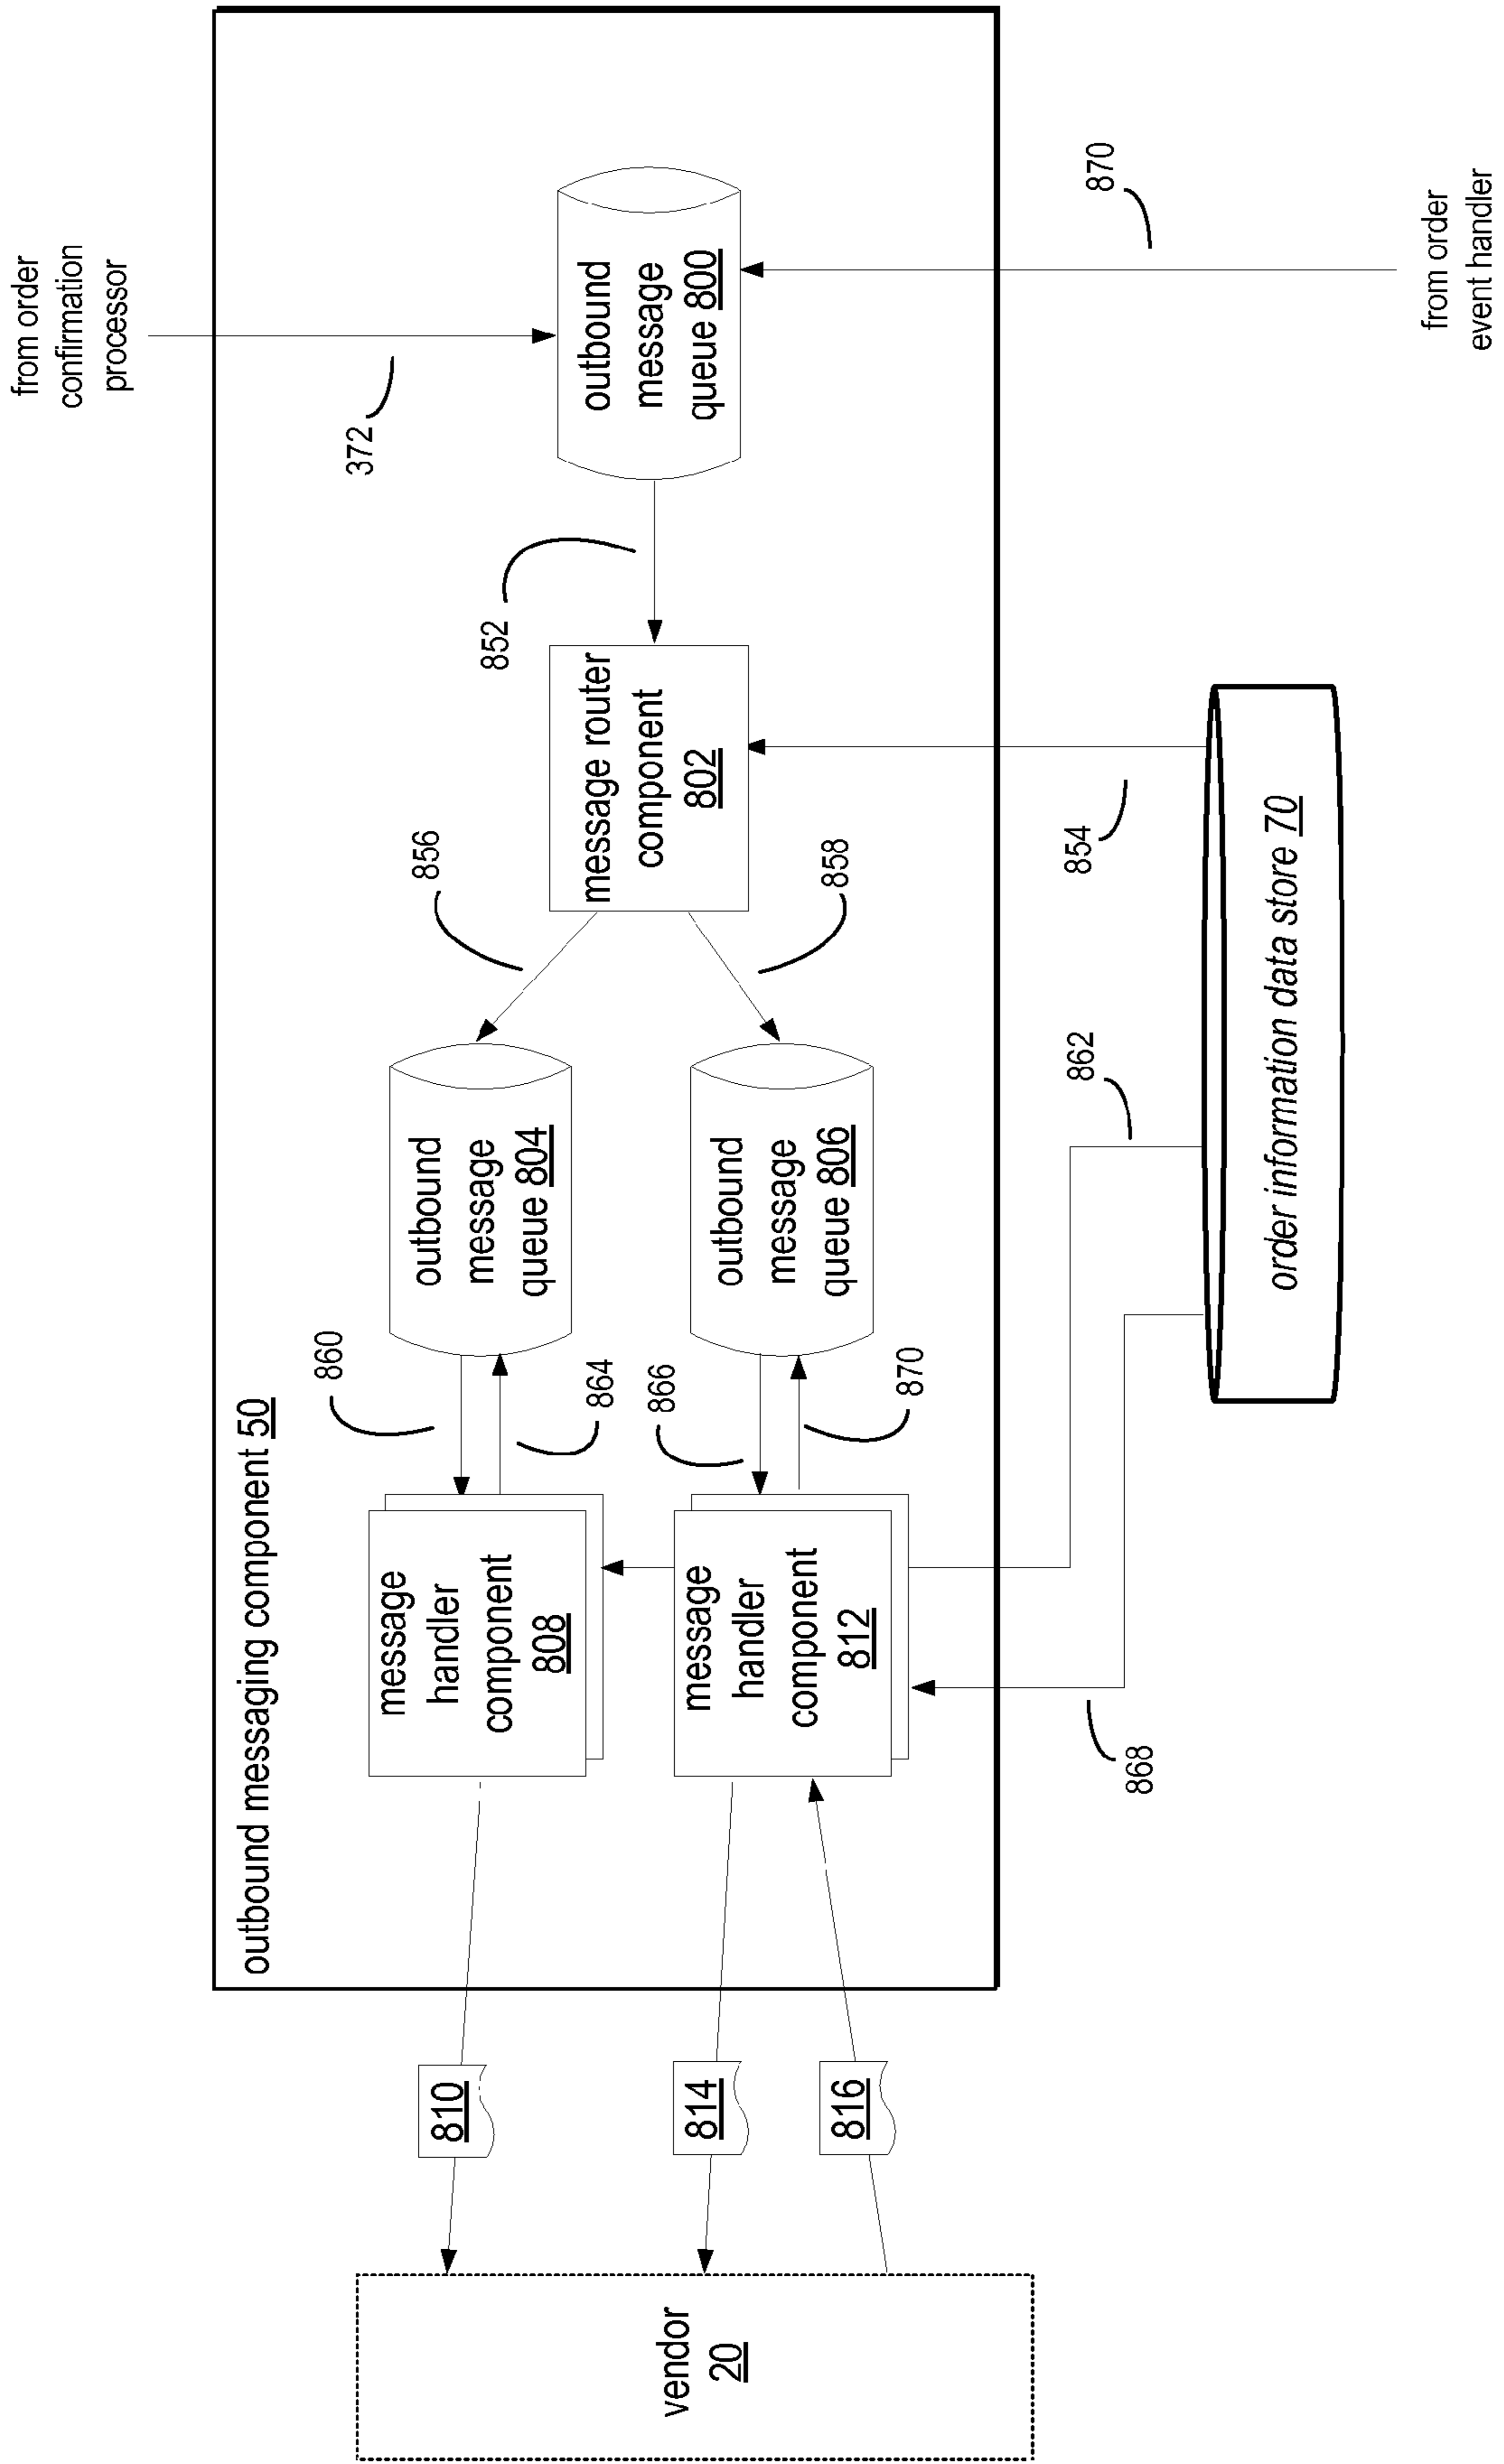 outbound messaging component 50
from order
confirmation
processor
372
outbound
message
queue 800
870
from order
event handler
852
message router
component
802
854
856
858
outbound
message
queue 804
outbound
message
queue 806
860
864
866
870
862
868
message
handler
component
808
message
handler
component
812
order information data store 70
810
814
816
vendor
20